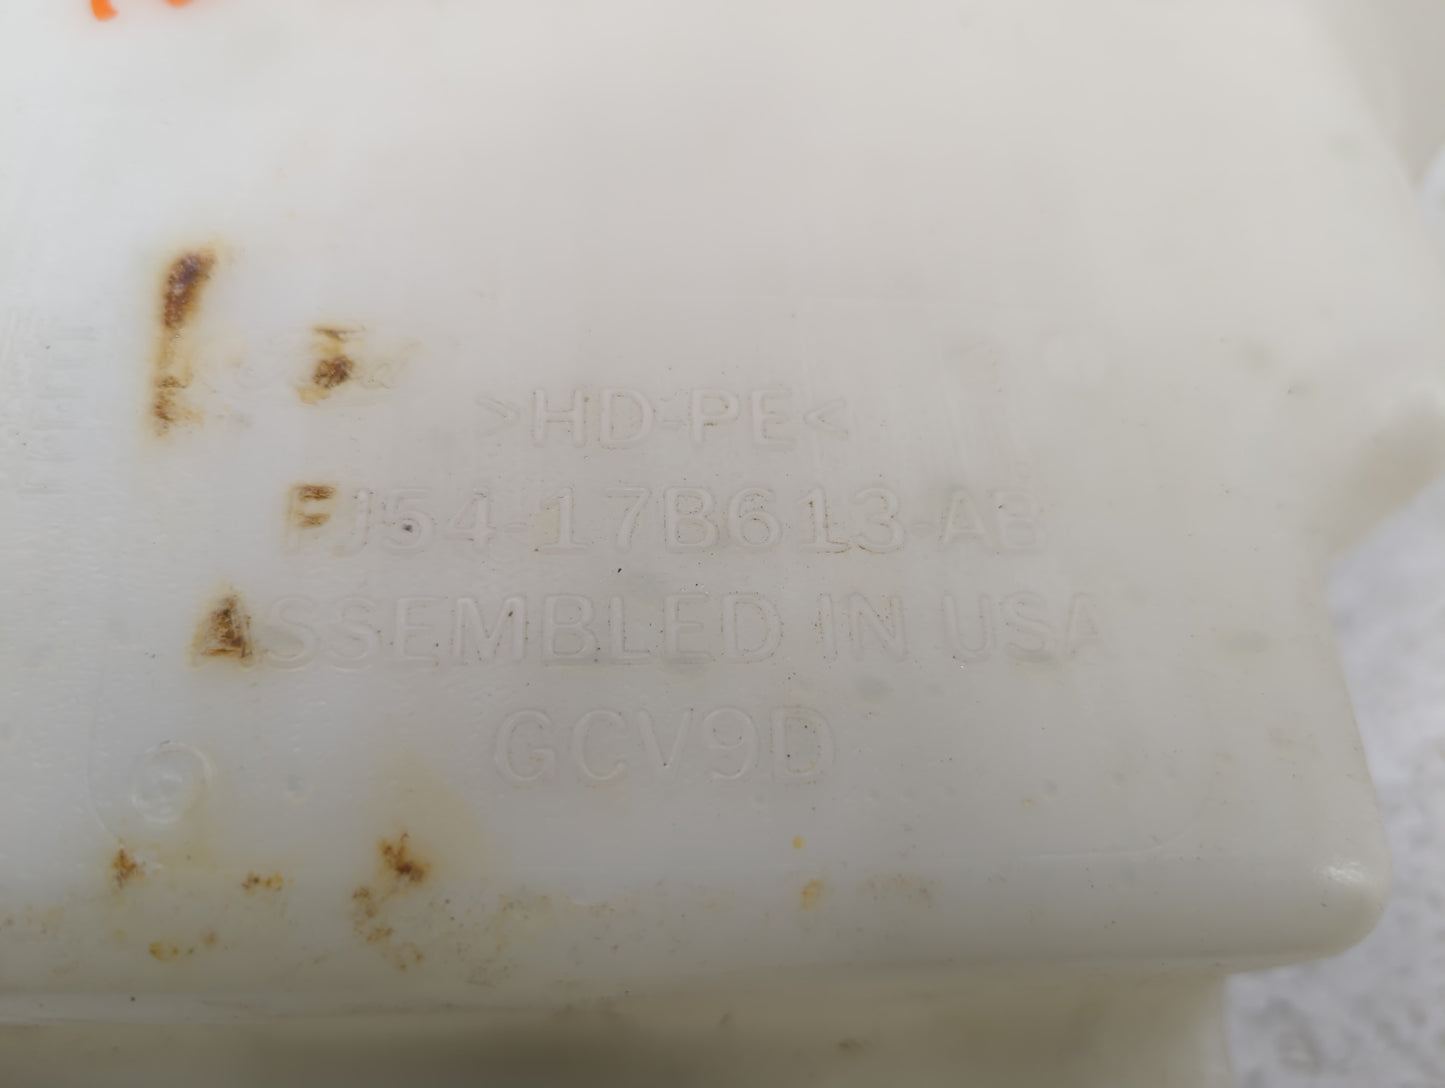 >HD-PE<
FJ54-17B613-AB
ASSEMBLED IN USA
GCV9D